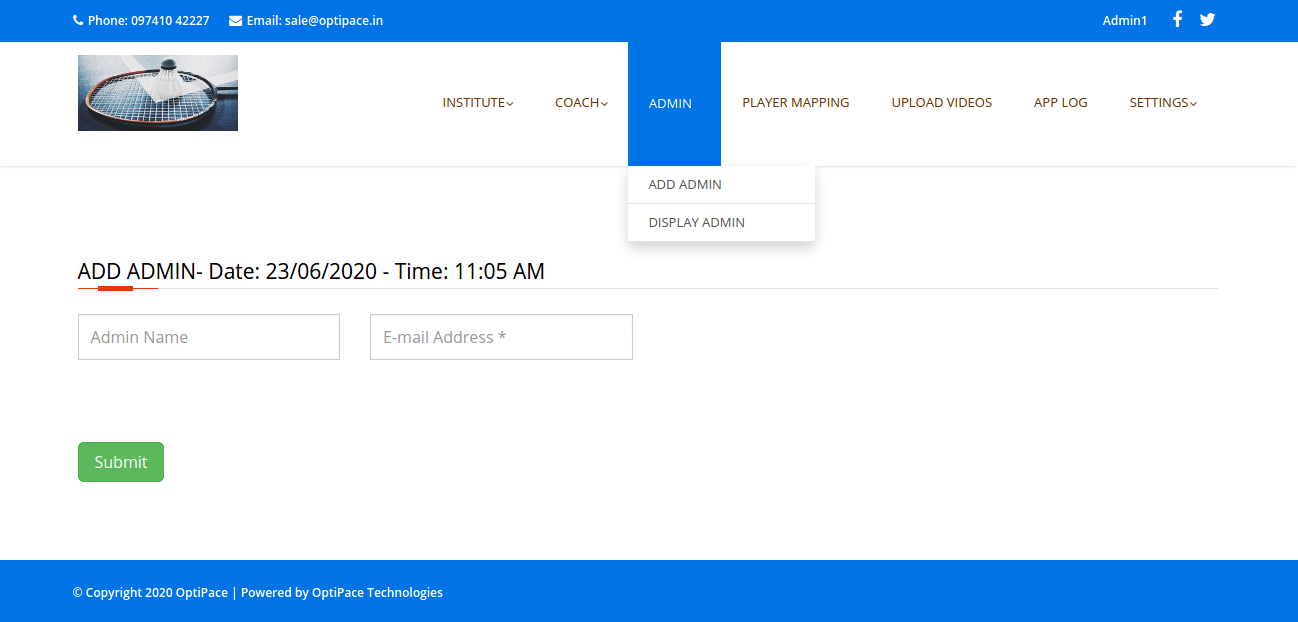 Phone: 097410 42227 Email: sale@optipace.in Admin1
INSTITUTE COACH ADMIN PLAYER MAPPING UPLOAD VIDEOS APP LOG SETTINGS
ADD ADMIN
DISPLAY ADMIN
ADD ADMIN- Date: 23/06/2020 - Time: 11:05 AM
Admin Name E-mail Address *
Submit
© Copyright 2020 OptiPace | Powered by OptiPace Technologies